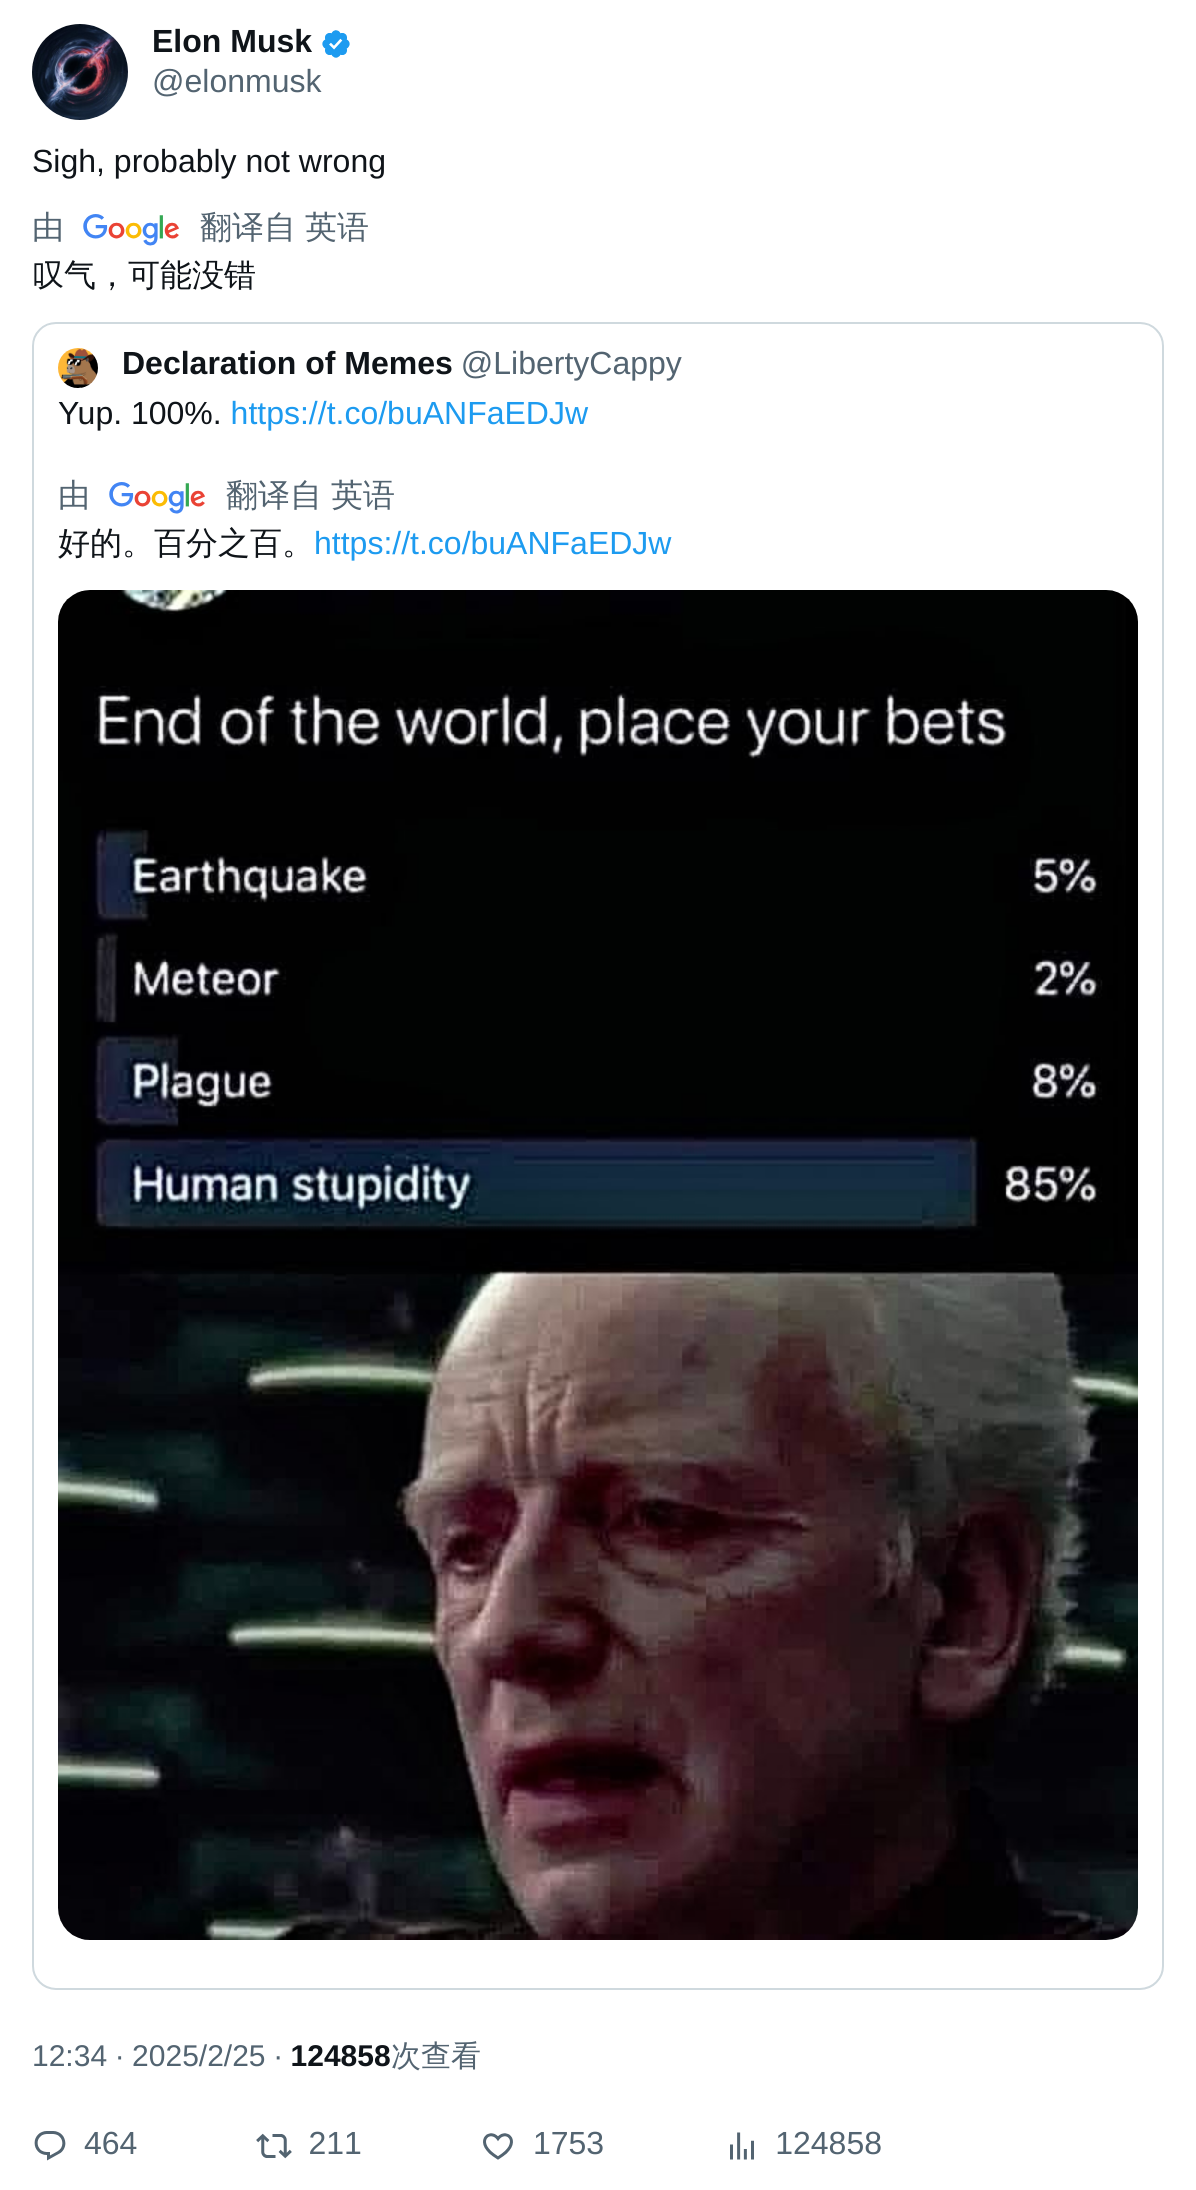 Elon Musk
@elonmusk
Sigh, probably not wrong
由 Google 翻译自 英语
叹气，可能没错
Declaration of Memes @LibertyCappy
Yup. 100%. https://t.co/buANFaEDJw
由 Google 翻译自 英语
好的。百分之百。https://t.co/buANFaEDJw
End of the world, place your bets
Earthquake 5%
Meteor 2%
Plague 8%
Human stupidity 85%
12:34 · 2025/2/25 · 124858次查看
464 211 1753 124858